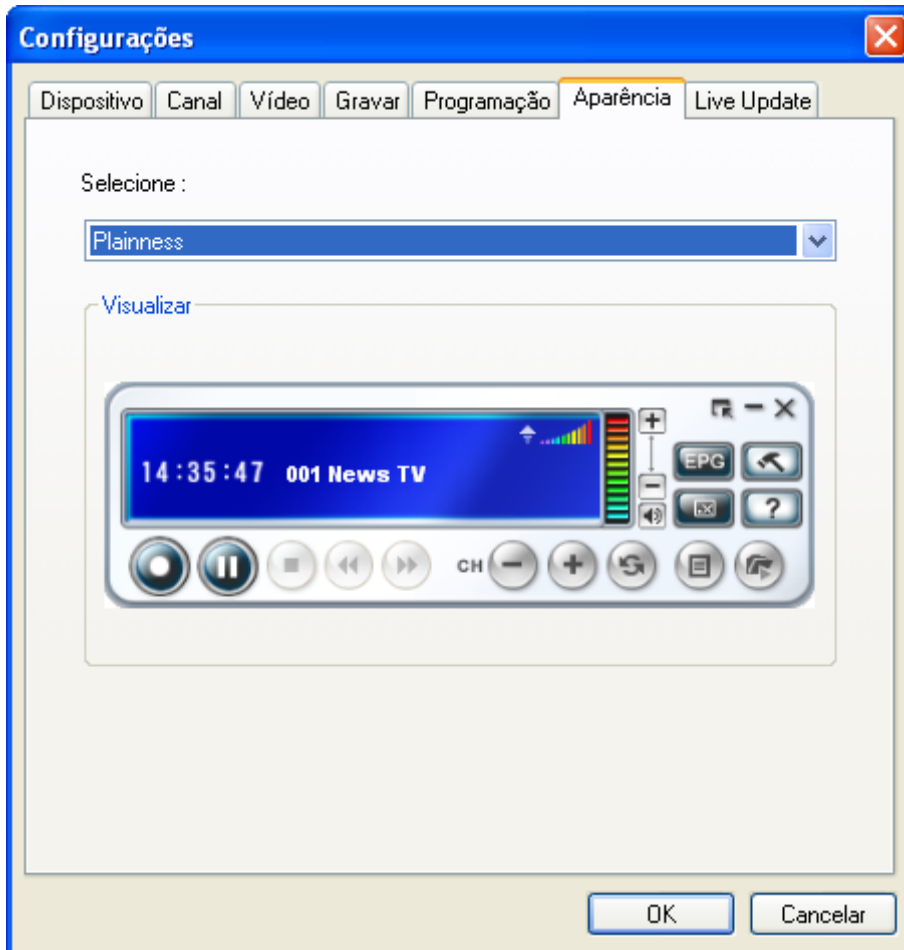 Configurações
Dispositivo Canal Vídeo Gravar Programação Aparência Live Update
Selecione :
Plainness
Visualizar
14:35:47 001 News TV
EPG
?
CH
OK Cancelar